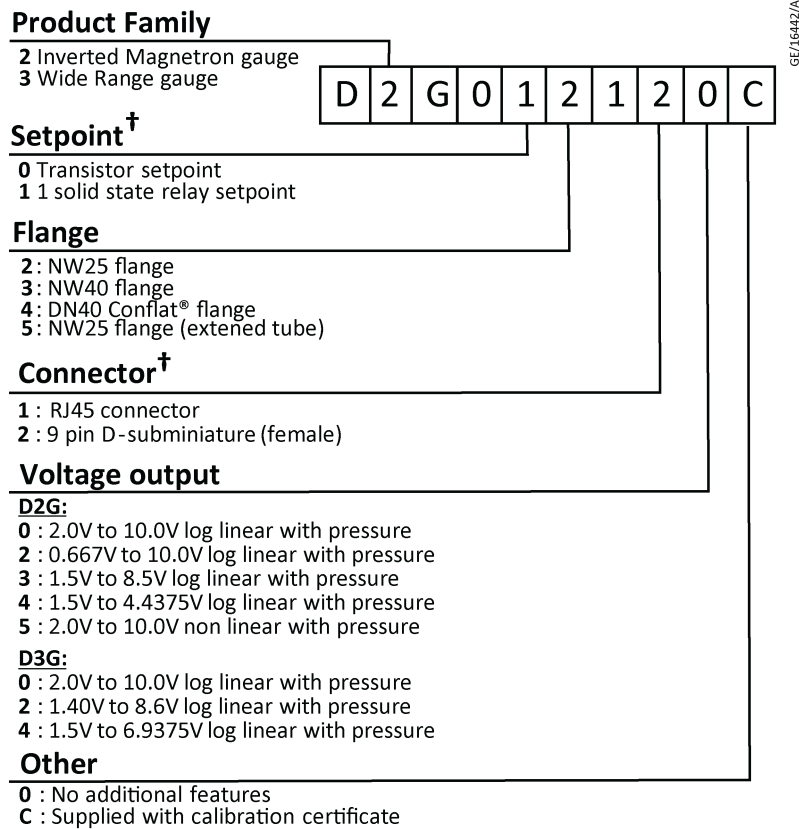 Product Family
2 Inverted Magnetron gauge
3 Wide Range gauge
D 2 G 0 1 2 1 2 0 C
GE/16442/A
Setpoint†
0 Transistor setpoint
1 1 solid state relay setpoint
Flange
2: NW25 flange
3: NW40 flange
4: DN40 Conflat® flange
5: NW25 flange (extened tube)
Connector†
1 : RJ45 connector
2 : 9 pin D-subminiature (female)
Voltage output
D2G:
0 : 2.0V to 10.0V log linear with pressure
2 : 0.667V to 10.0V log linear with pressure
3 : 1.5V to 8.5V log linear with pressure
4 : 1.5V to 4.4375V log linear with pressure
5 : 2.0V to 10.0V non linear with pressure
D3G:
0 : 2.0V to 10.0V log linear with pressure
2 : 1.40V to 8.6V log linear with pressure
4 : 1.5V to 6.9375V log linear with pressure
Other
0 : No additional features
C : Supplied with calibration certificate